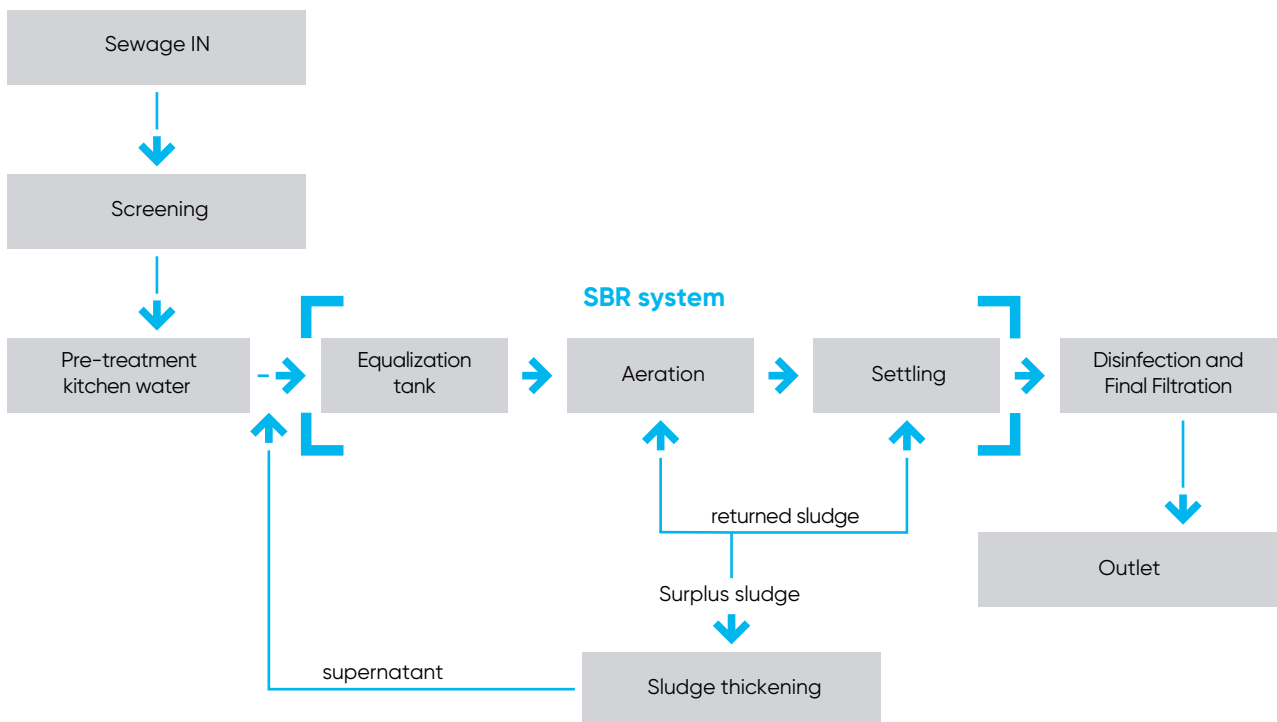 Sewage IN
Screening
SBR system
Pre-treatment
kitchen water
Equalization
tank
Aeration
Settling
Disinfection and
Final Filtration
returned sludge
Outlet
Surplus sludge
supernatant
Sludge thickening